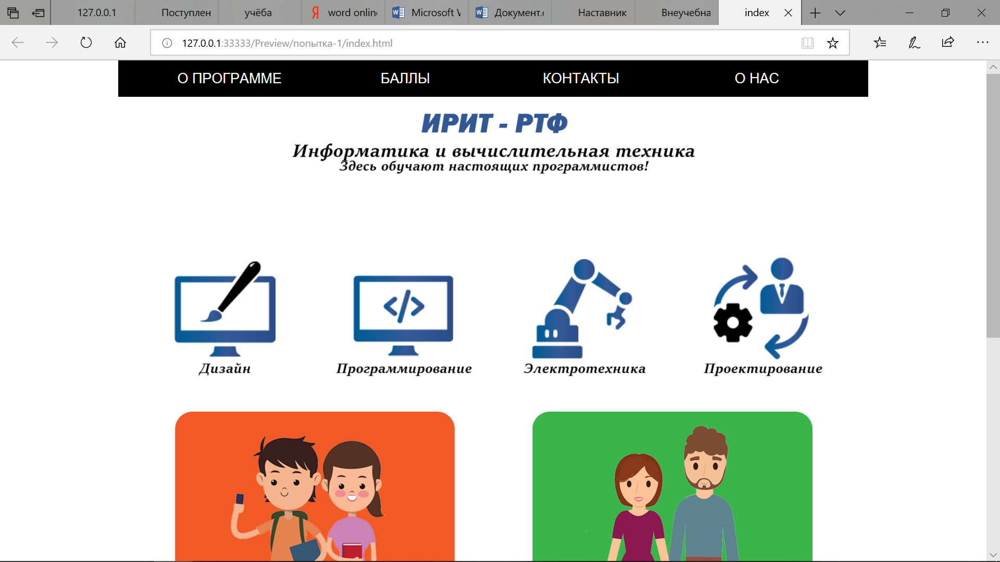 127.0.0.1 Поступлен учёба word onlin Microsoft V Документ. Наставник Внеучебна index
127.0.0.1:33333/Preview/попытка-1/index.html
О ПРОГРАММЕ БАЛЛЫ КОНТАКТЫ О НАС
ИРИТ - РТФ
Информатика и вычислительная техника
Здесь обучают настоящих программистов!
Дизайн Программирование Электротехника Проектирование